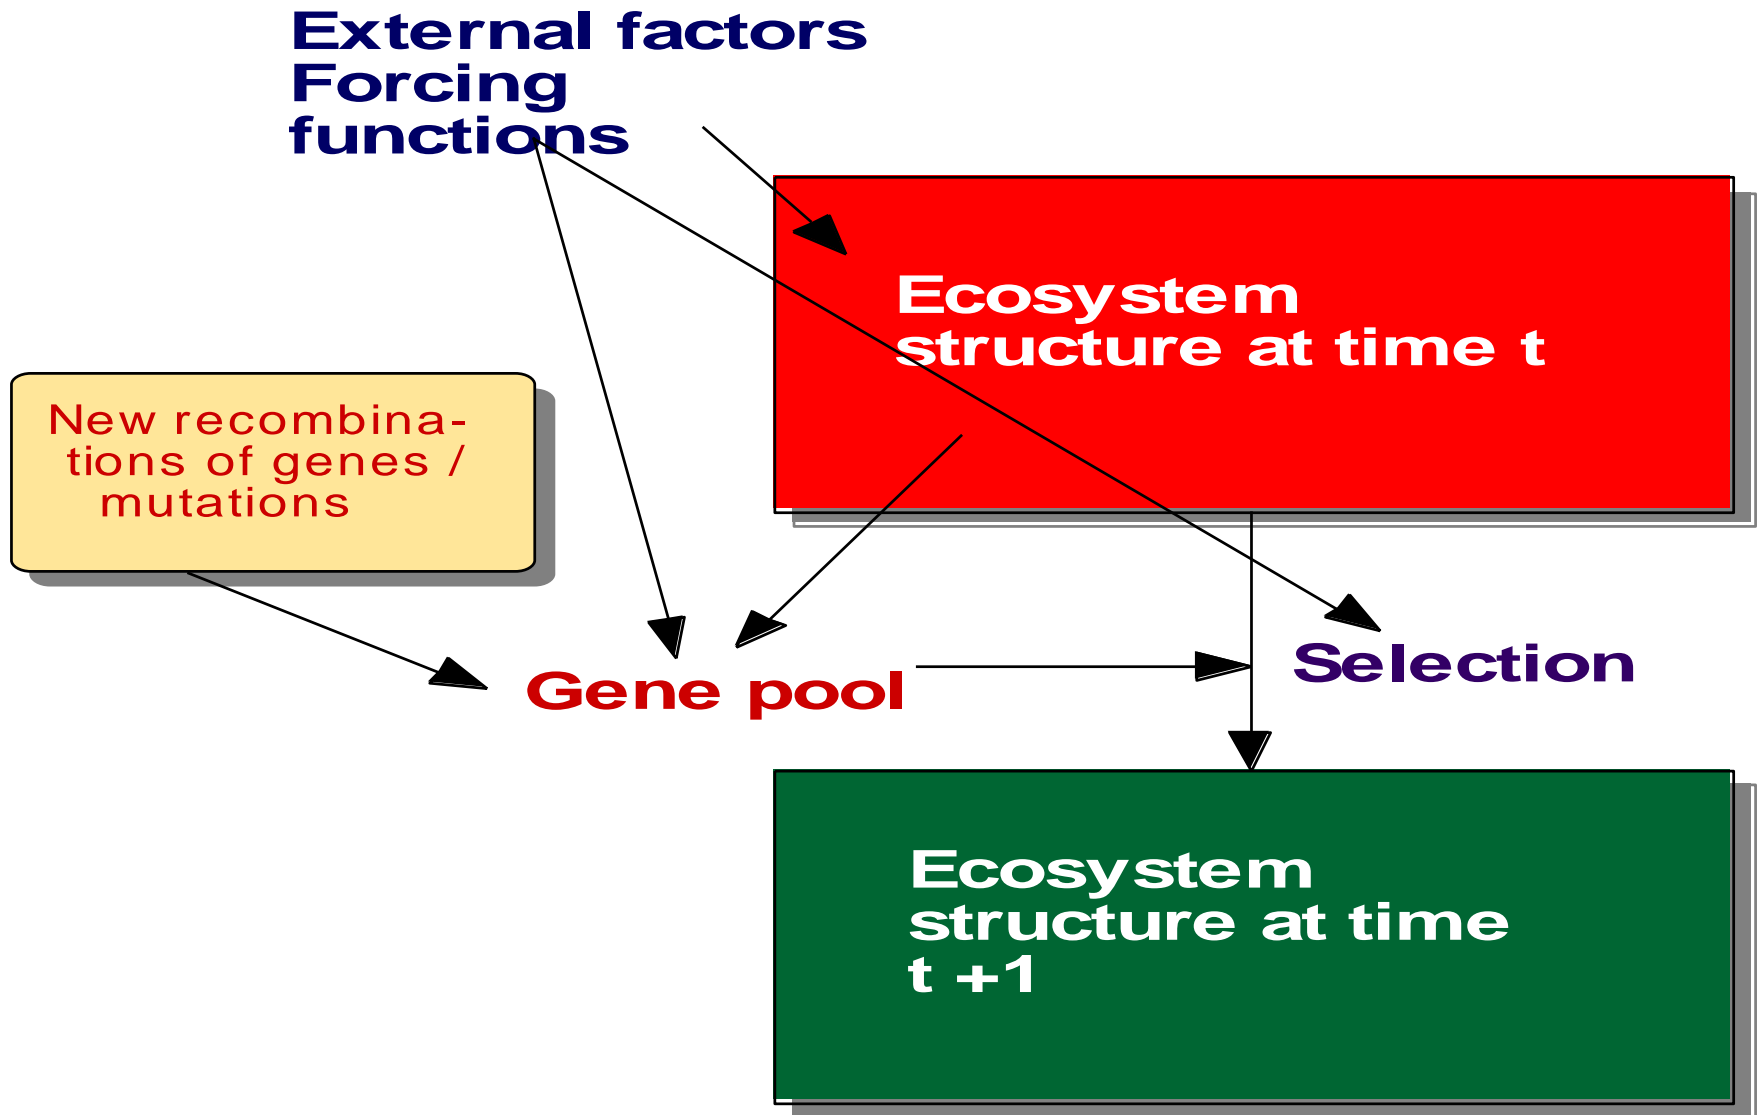 External factors
Forcing
functions
Ecosystem
structure at time t
New recombina-
tions of genes /
mutations
Gene pool
Selection
Ecosystem
structure at time
t +1